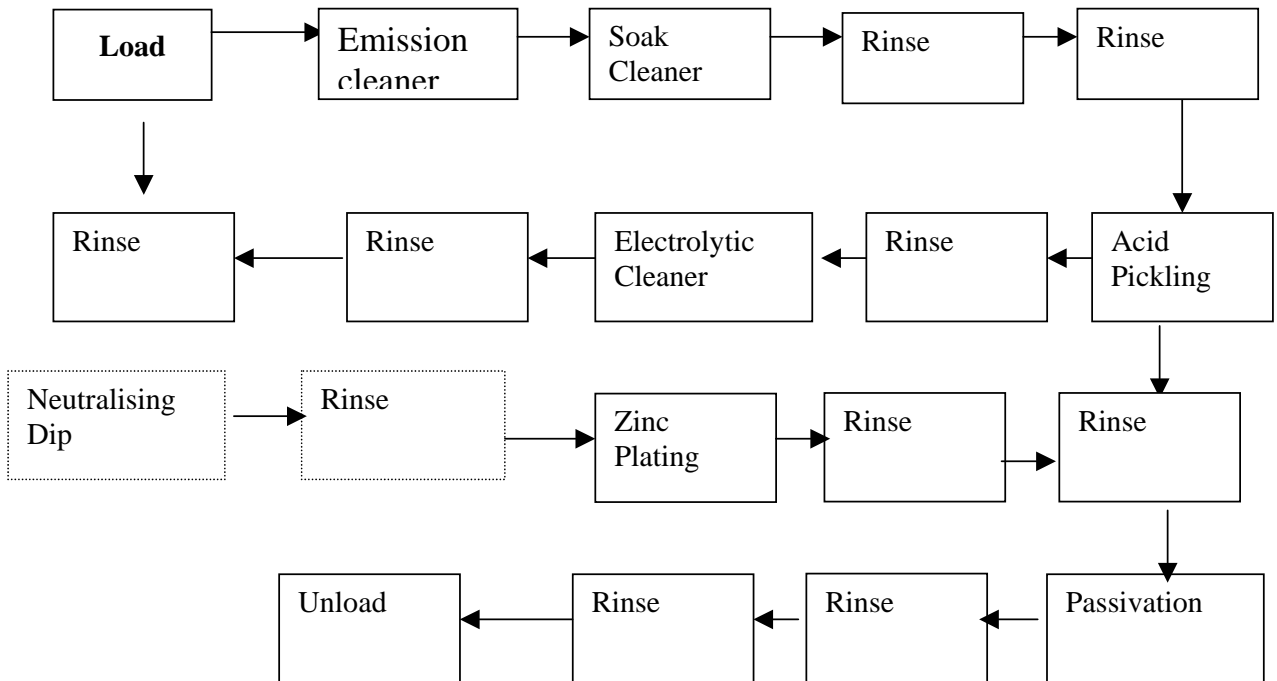 Load
Emission
cleaner
Soak
Cleaner
Rinse
Rinse
Rinse
Rinse
Electrolytic
Cleaner
Rinse
Acid
Pickling
Neutralising
Dip
Rinse
Zinc
Plating
Rinse
Rinse
Unload
Rinse
Rinse
Passivation